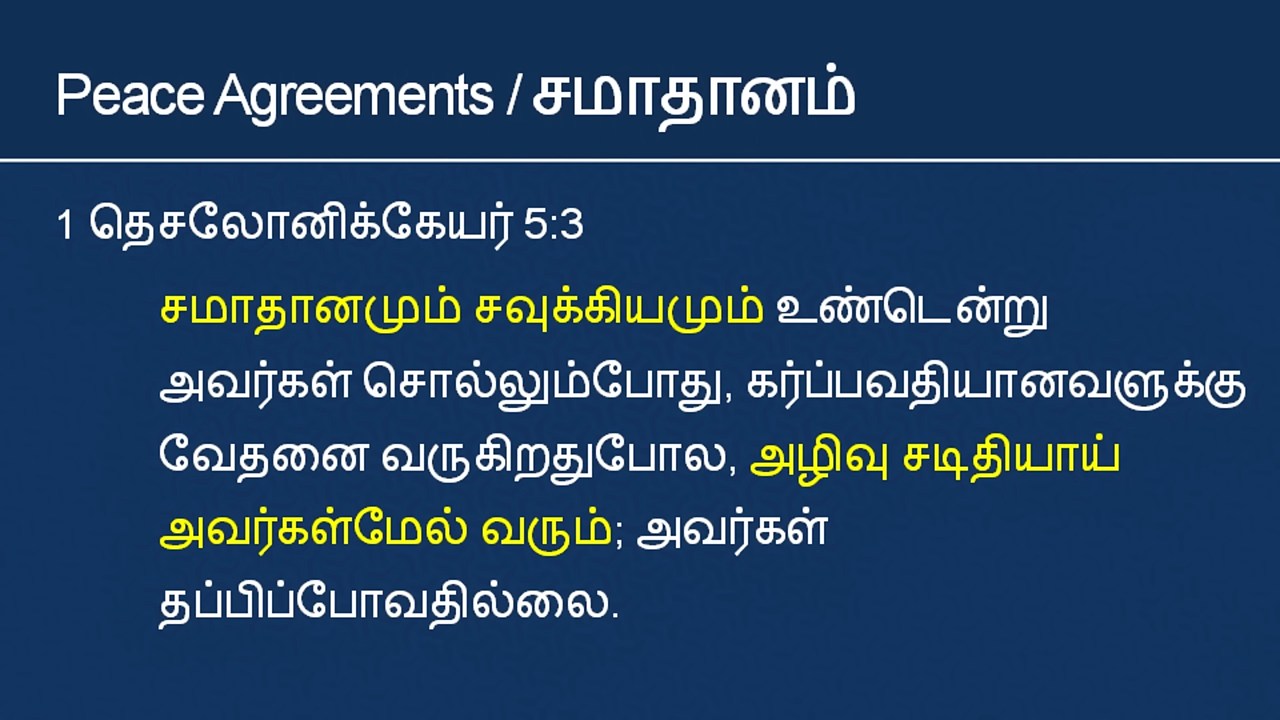 Peace Agreements / சமாதானம்
1 தெசலோனிக்கேயர் 5:3
சமாதானமும் சவுக்கியமும் உண்டென்று
அவர்கள் சொல்லும்போது, கர்ப்பவதியானவளுக்கு
வேதனை வருகிறதுபோல, அழிவு சடிதியாய்
அவர்கள்மேல் வரும்; அவர்கள்
தப்பிப்போவதில்லை.